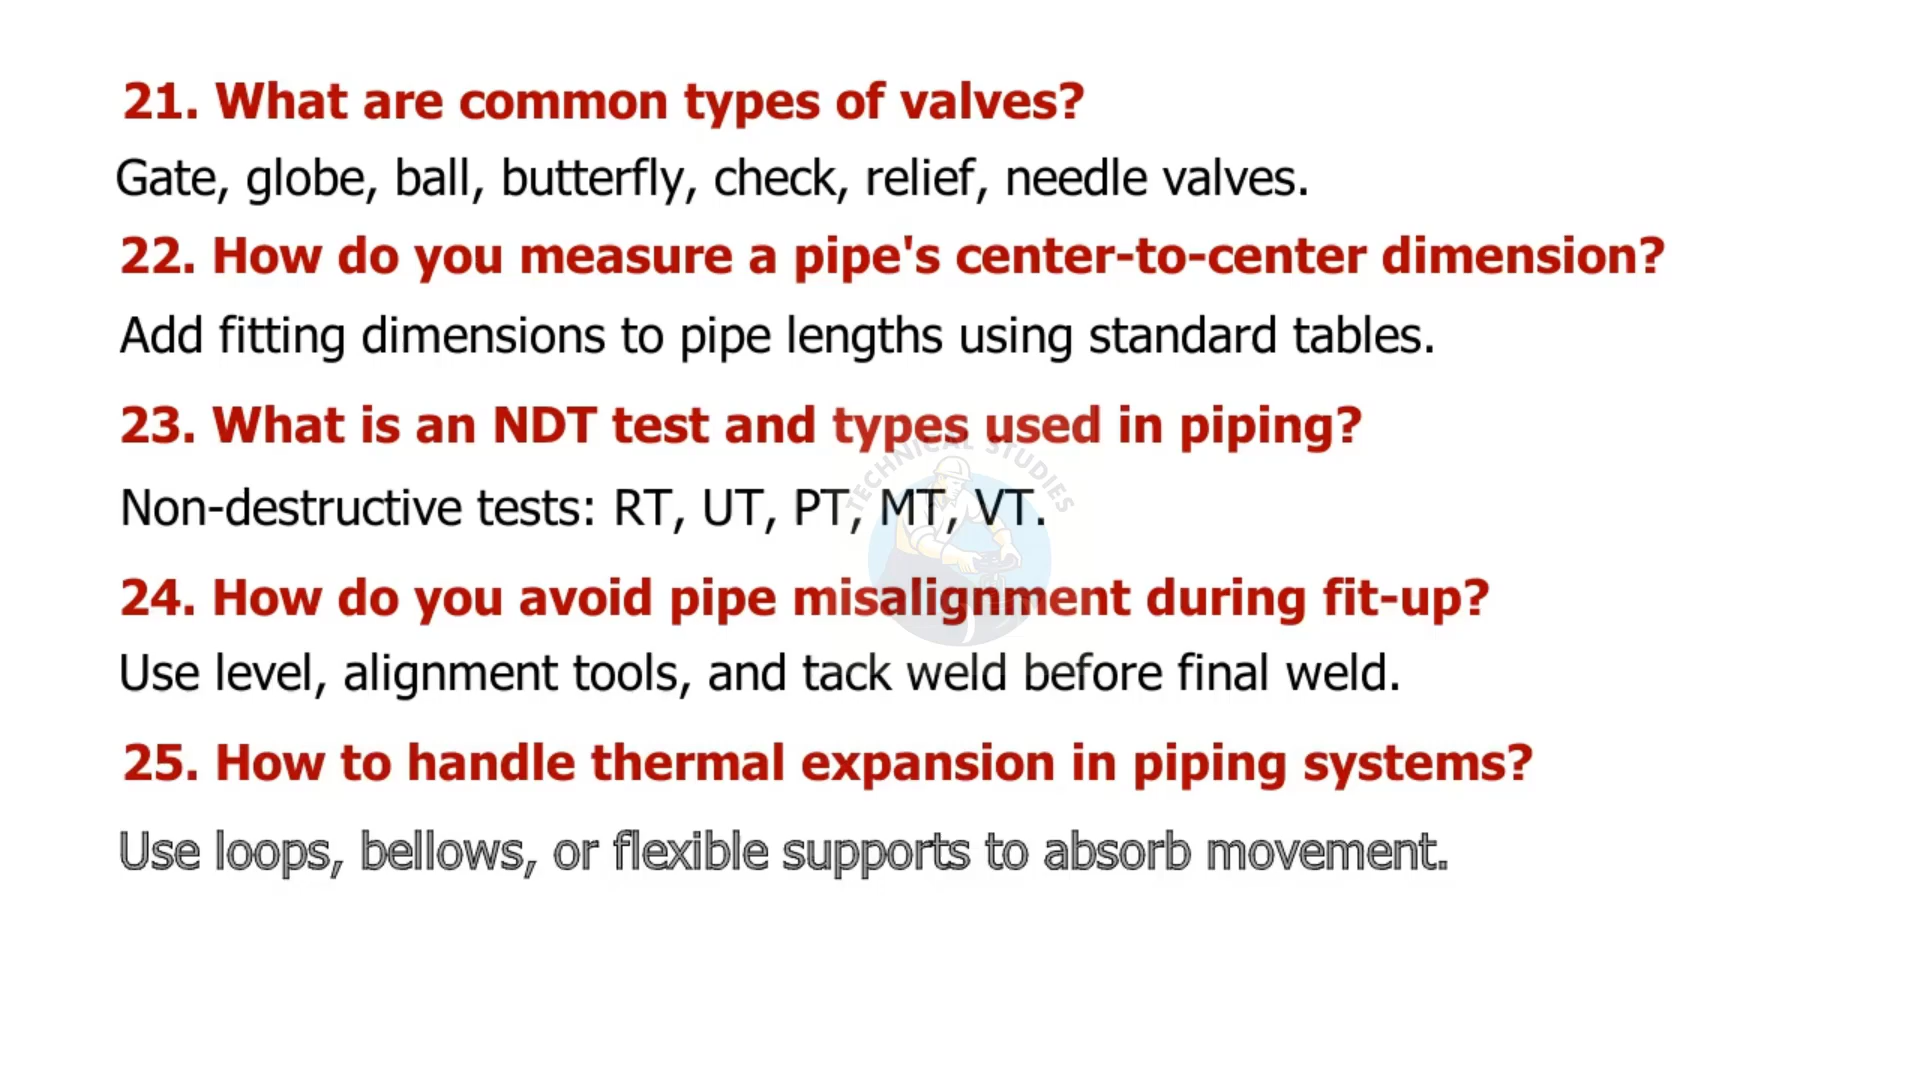 21. What are common types of valves?
Gate, globe, ball, butterfly, check, relief, needle valves.
22. How do you measure a pipe's center-to-center dimension?
Add fitting dimensions to pipe lengths using standard tables.
23. What is an NDT test and types used in piping?
TECHNICAL STUDIES
Non-destructive tests: RT, UT, PT, MT, VT.
24. How do you avoid pipe misalignment during fit-up?
Use level, alignment tools, and tack weld before final weld.
25. How to handle thermal expansion in piping systems?
Use loops, bellows, or flexible supports to absorb movement.